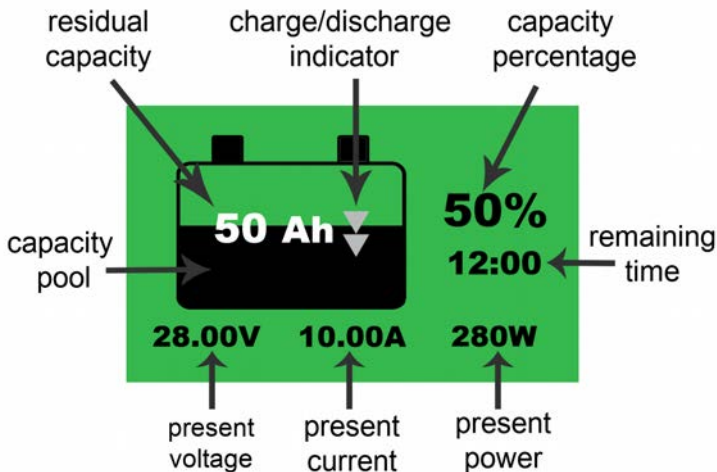 residual
capacity
charge/discharge
indicator
capacity
percentage
50 Ah
50%
capacity
pool
12:00
remaining
time
28.00V
10.00A
280W
present
voltage
present
current
present
power